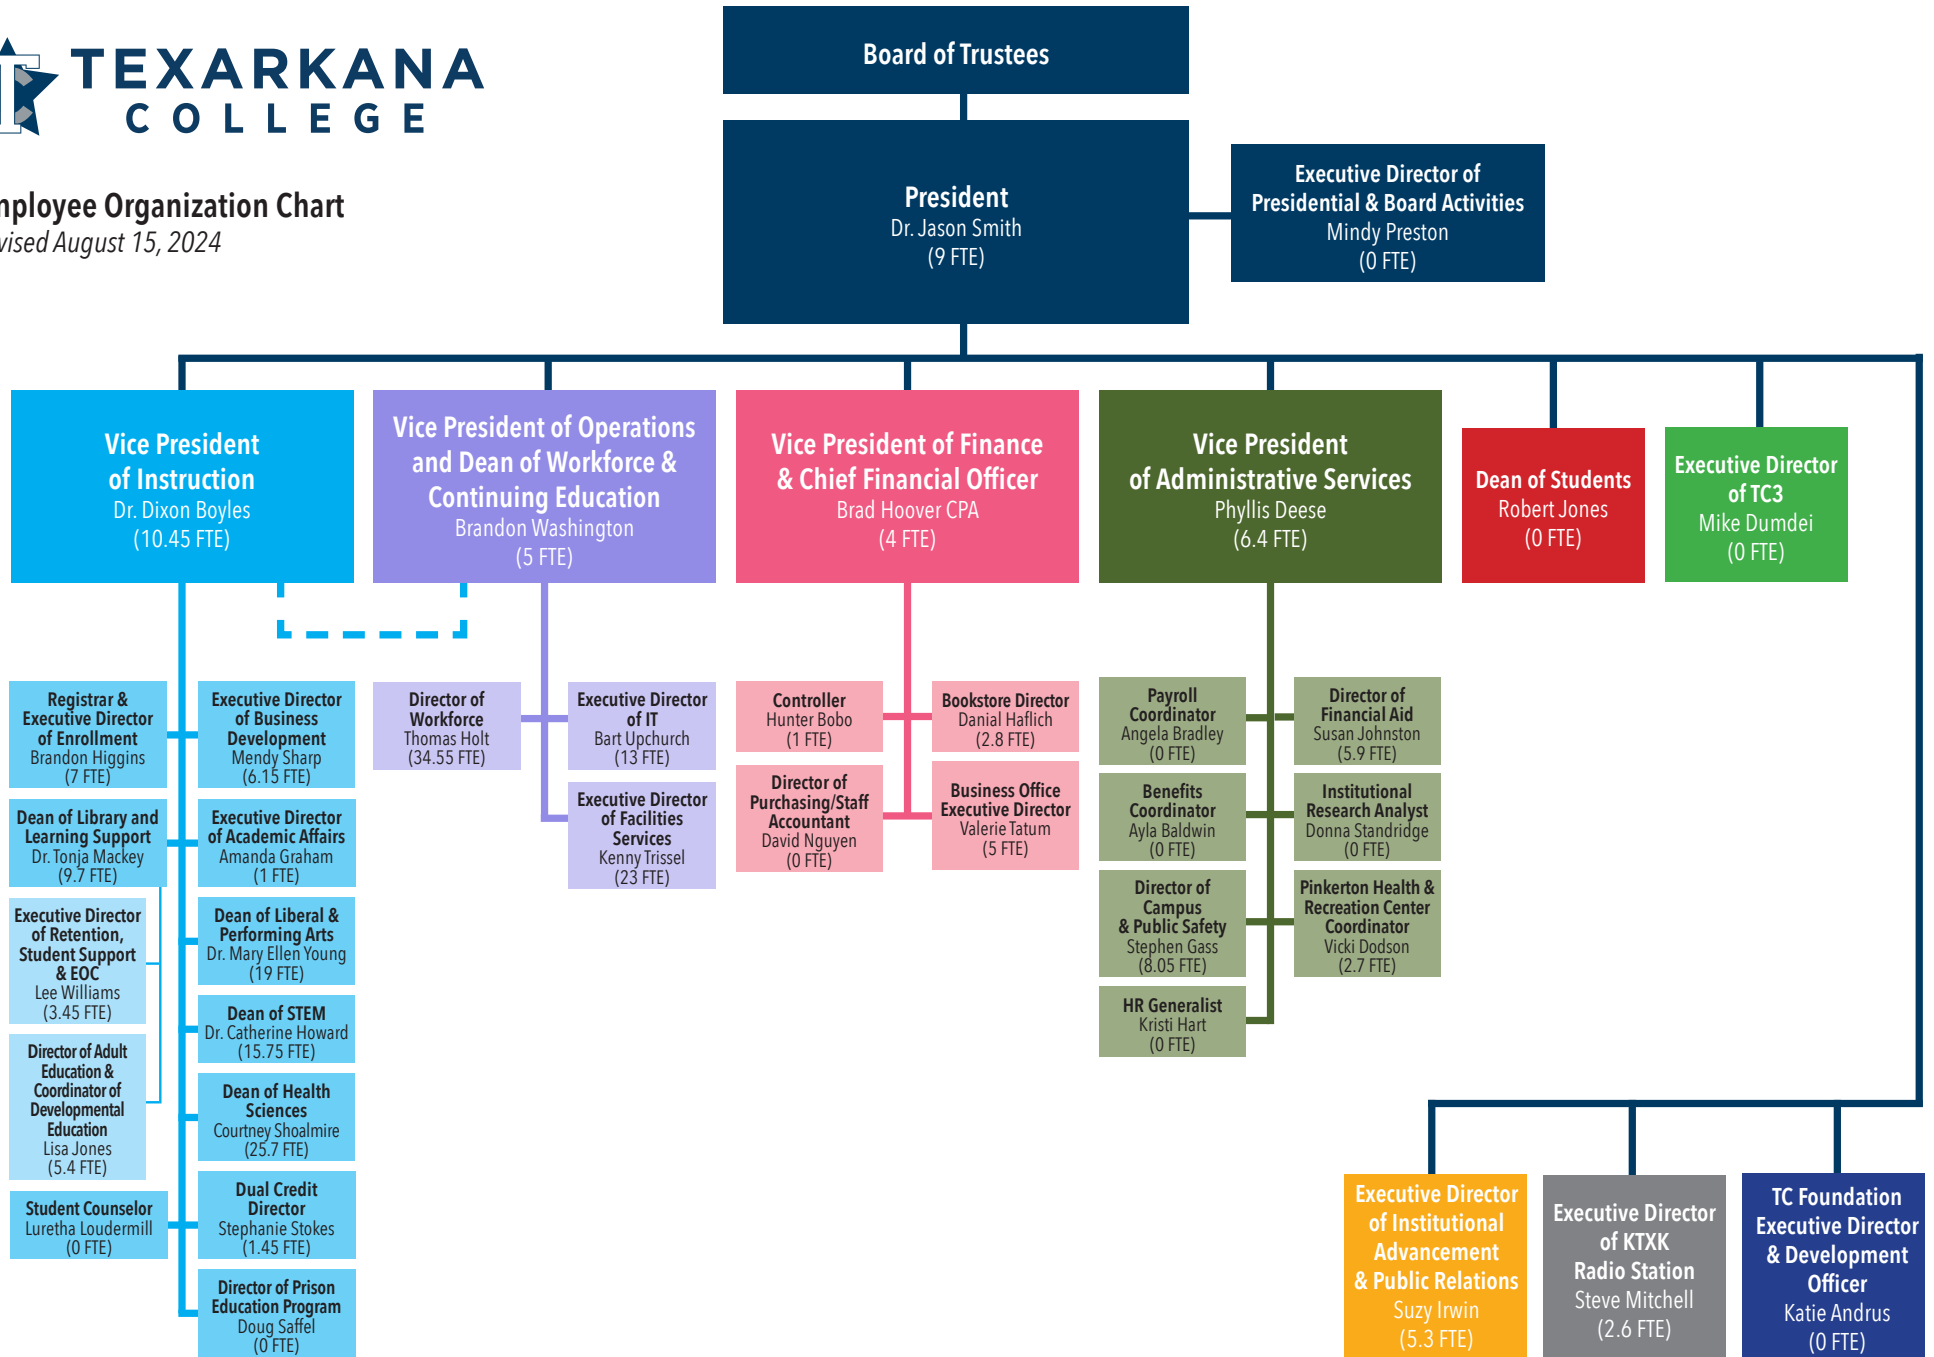 TEXARKANA
COLLEGE
mployee Organization Chart
vised August 15, 2024
Board of Trustees
President
Dr. Jason Smith
(9 FTE)
Executive Director of
Presidential & Board Activities
Mindy Preston
(0 FTE)
Vice President
of Instruction
Dr. Dixon Boyles
(10.45 FTE)
Vice President of Operations
and Dean of Workforce &
Continuing Education
Brandon Washington
(5 FTE)
Vice President of Finance
& Chief Financial Officer
Brad Hoover CPA
(4 FTE)
Vice President
of Administrative Services
Phyllis Deese
(6.4 FTE)
Dean of Students
Robert Jones
(0 FTE)
Executive Director
of TC3
Mike Dumdei
(0 FTE)
Registrar &
Executive Director
of Enrollment
Brandon Higgins
(7 FTE)
Executive Director
of Business
Development
Mendy Sharp
(6.15 FTE)
Dean of Library and
Learning Support
Dr. Tonja Mackey
(9.7 FTE)
Executive Director
of Academic Affairs
Amanda Graham
(1 FTE)
Executive Director
of Retention,
Student Support
& EOC
Lee Williams
(3.45 FTE)
Dean of Liberal &
Performing Arts
Dr. Mary Ellen Young
(19 FTE)
Dean of STEM
Dr. Catherine Howard
(15.75 FTE)
Director of Adult
Education &
Coordinator of
Developmental
Education
Lisa Jones
(5.4 FTE)
Dean of Health
Sciences
Courtney Shoalmire
(25.7 FTE)
Student Counselor
Luretha Loudermill
(0 FTE)
Dual Credit
Director
Stephanie Stokes
(1.45 FTE)
Director of Prison
Education Program
Doug Saffel
(0 FTE)
Director of
Workforce
Thomas Holt
(34.55 FTE)
Executive Director
of IT
Bart Upchurch
(13 FTE)
Executive Director
of Facilities
Services
Kenny Trissel
(23 FTE)
Controller
Hunter Bobo
(1 FTE)
Bookstore Director
Danial Haflich
(2.8 FTE)
Director of
Purchasing/Staff
Accountant
David Nguyen
(0 FTE)
Business Office
Executive Director
Valerie Tatum
(5 FTE)
Payroll
Coordinator
Angela Bradley
(0 FTE)
Director of
Financial Aid
Susan Johnston
(5.9 FTE)
Benefits
Coordinator
Ayla Baldwin
(0 FTE)
Institutional
Research Analyst
Donna Standridge
(0 FTE)
Director of
Campus
& Public Safety
Stephen Gass
(8.05 FTE)
Pinkerton Health &
Recreation Center
Coordinator
Vicki Dodson
(2.7 FTE)
HR Generalist
Kristi Hart
(0 FTE)
Executive Director
of Institutional
Advancement
& Public Relations
Suzy Irwin
(5.3 FTE)
Executive Director
of KTXK
Radio Station
Steve Mitchell
(2.6 FTE)
TC Foundation
Executive Director
& Development
Officer
Katie Andrus
(0 FTE)